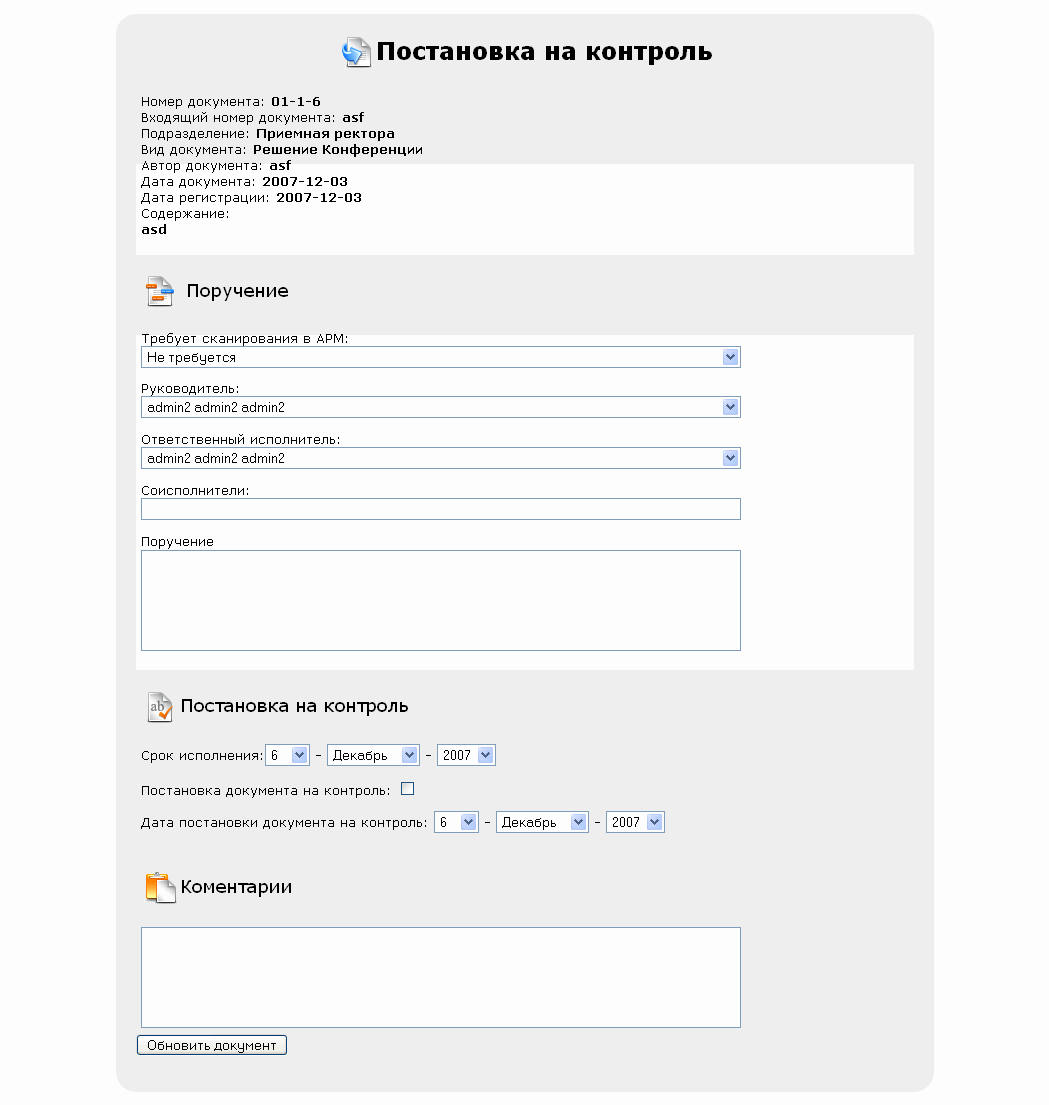 Постановка на контроль
Номер документа: 01-1-6
Входящий номер документа: asf
Подразделение: Приемная ректора
Вид документа: Решение Конференции
Автор документа: asf
Дата документа: 2007-12-03
Дата регистрации: 2007-12-03
Содержание:
asd
Поручение
Требует сканирования в АРМ:
Не требуется
Руководитель:
admin2 admin2 admin2
Ответственный исполнитель:
admin2 admin2 admin2
Соисполнители:
Поручение
ab Постановка на контроль
Срок исполнения: 6 - Декабрь - 2007
Постановка документа на контроль:
Дата постановки документа на контроль: 6 - Декабрь - 2007
Коментарии
Обновить документ